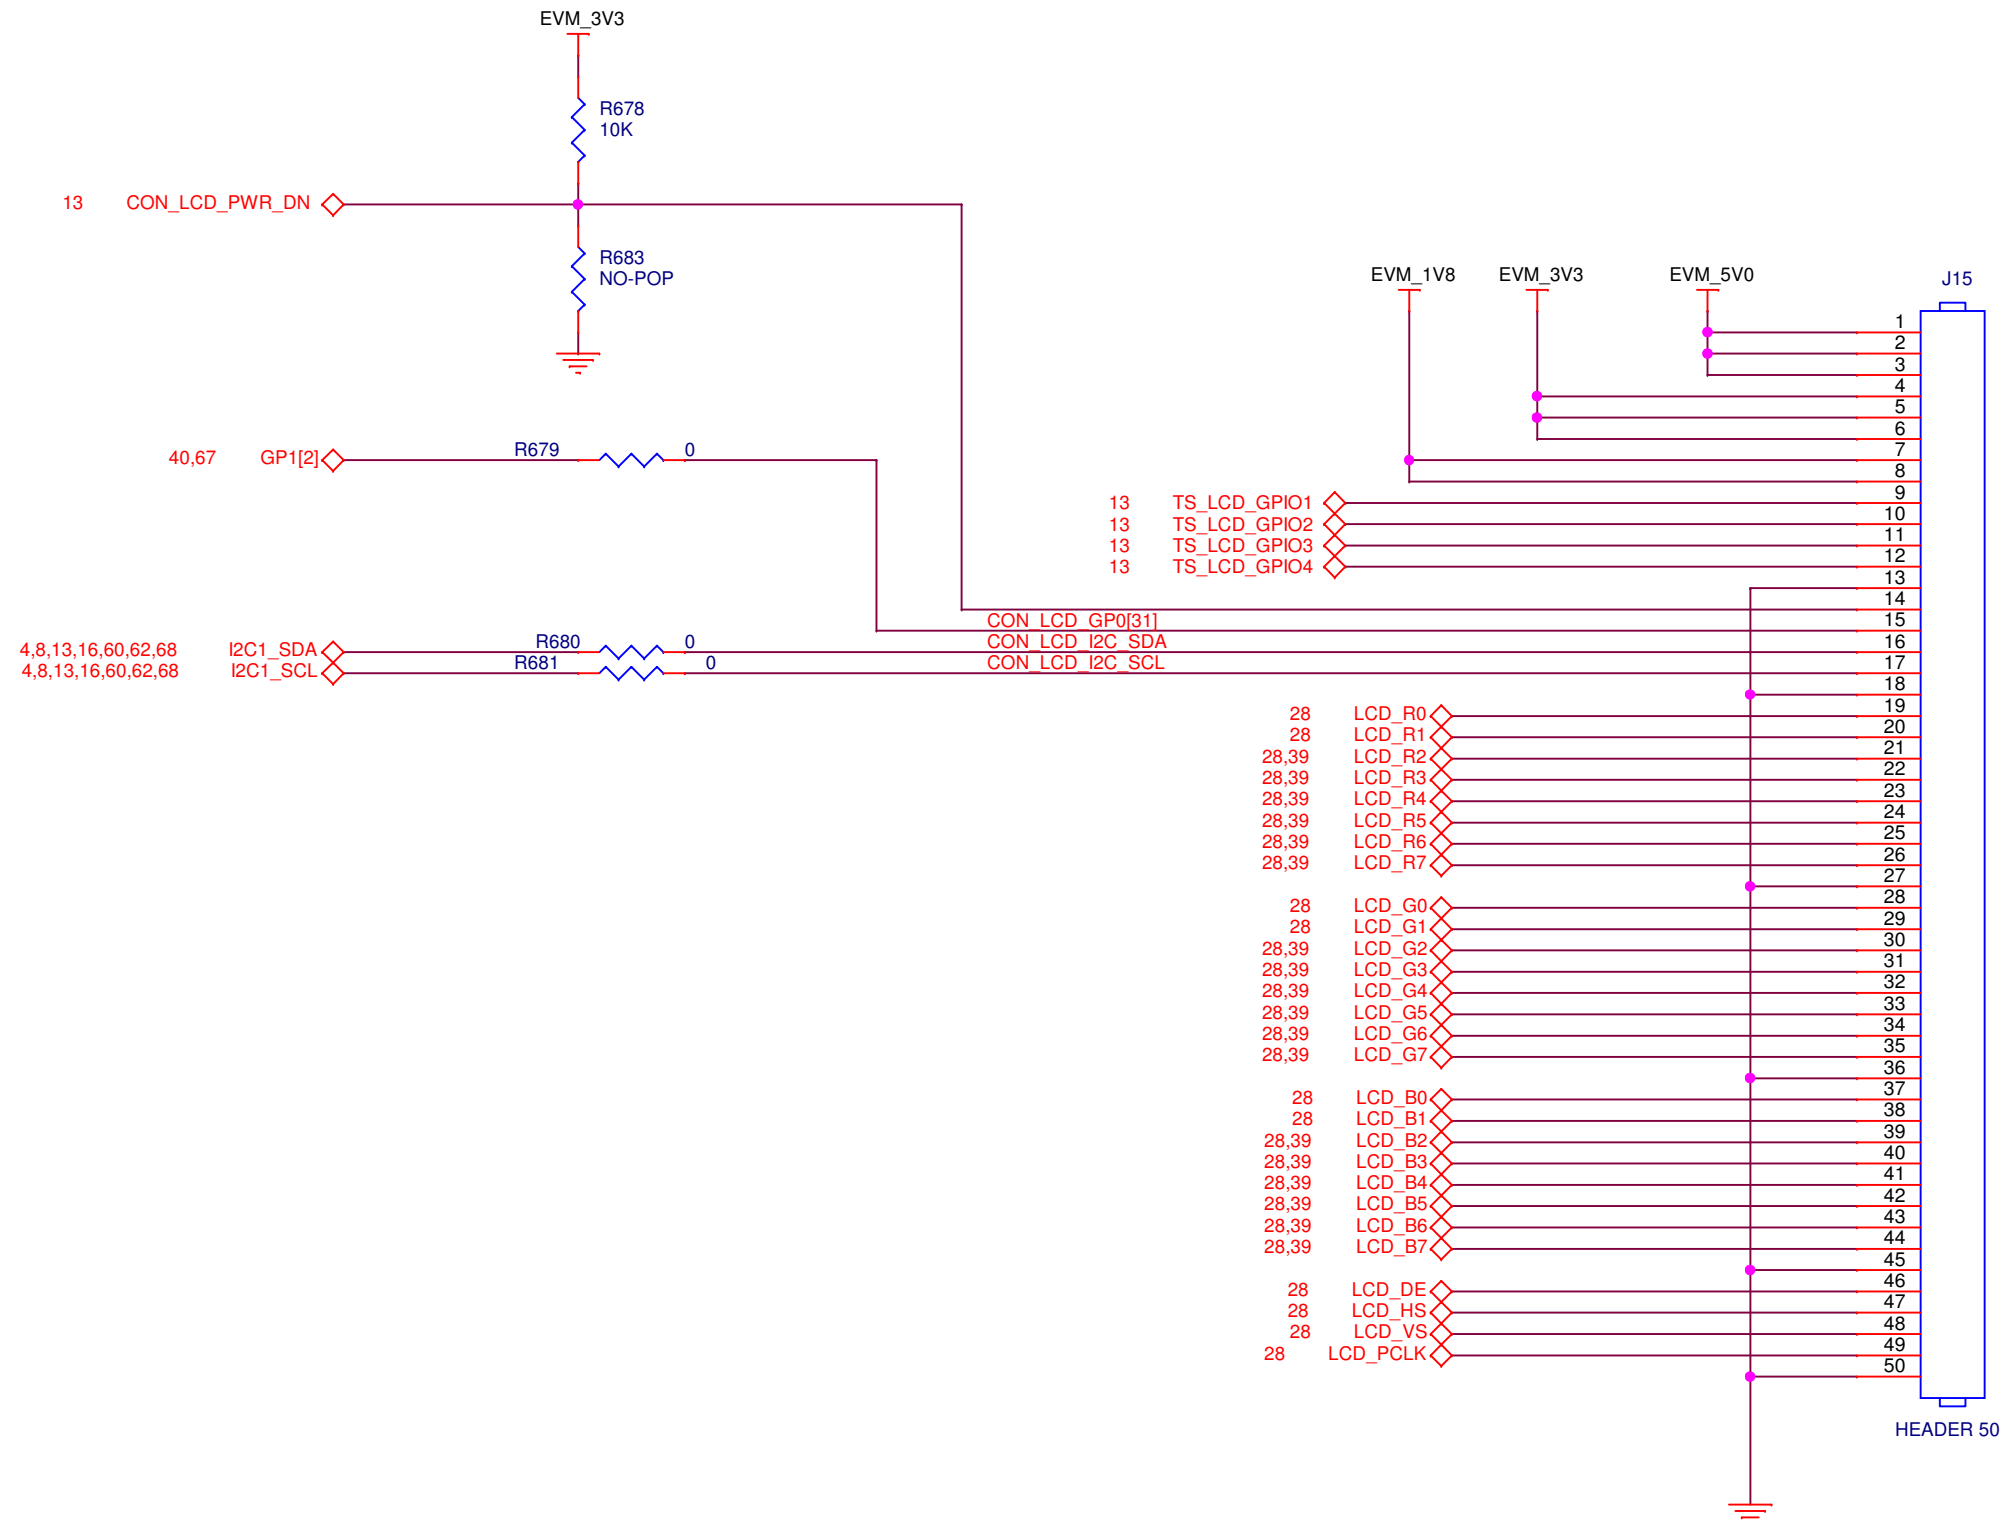 EVM_3V3
R678
10K
13 CON_LCD_PWR_DN
R683
NO-POP
EVM_1V8 EVM_3V3 EVM_5V0 J15
1
2
3
4
5
6
40,67 GP1[2] R679 0 7
8
13 TS_LCD_GPIO1 9
13 TS_LCD_GPIO2 10
13 TS_LCD_GPIO3 11
13 TS_LCD_GPIO4 12
13
14
CON_LCD_GP0[31] 15
4,8,13,16,60,62,68 I2C1_SDA R680 0 CON_LCD_I2C_SDA 16
4,8,13,16,60,62,68 I2C1_SCL R681 0 CON_LCD_I2C_SCL 17
18
28 LCD_R0 19
28 LCD_R1 20
28,39 LCD_R2 21
28,39 LCD_R3 22
28,39 LCD_R4 23
28,39 LCD_R5 24
28,39 LCD_R6 25
28,39 LCD_R7 26
27
28 LCD_G0 28
28 LCD_G1 29
28,39 LCD_G2 30
28,39 LCD_G3 31
28,39 LCD_G4 32
28,39 LCD_G5 33
28,39 LCD_G6 34
28,39 LCD_G7 35
36
28 LCD_B0 37
28 LCD_B1 38
28,39 LCD_B2 39
28,39 LCD_B3 40
28,39 LCD_B4 41
28,39 LCD_B5 42
28,39 LCD_B6 43
28,39 LCD_B7 44
45
28 LCD_DE 46
28 LCD_HS 47
28 LCD_VS 48
28 LCD_PCLK 49
50
HEADER 50